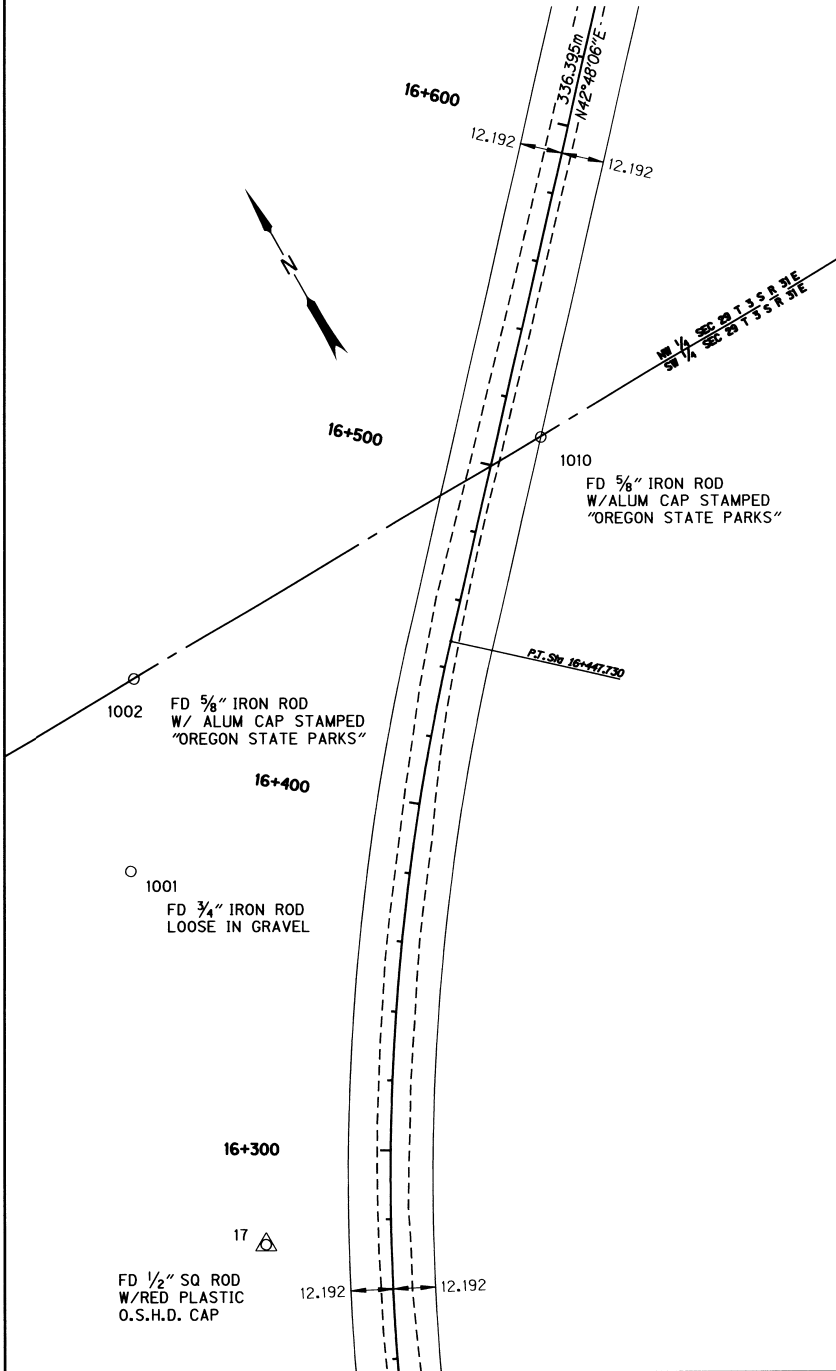 336.395m
N42°48'06"E
16+600
12.192
12.192
N
NW 1/4 SEC 29 T 3 S R 31 E
SW 1/4 SEC 29 T 3 S R 31 E
16+500
1010
FD 5/8" IRON ROD
W/ALUM CAP STAMPED
"OREGON STATE PARKS"
P.T. Sta 16+447.730
1002
FD 5/8" IRON ROD
W/ ALUM CAP STAMPED
"OREGON STATE PARKS"
16+400
1001
FD 3/4" IRON ROD
LOOSE IN GRAVEL
16+300
17
FD 1/2" SQ ROD
W/RED PLASTIC
O.S.H.D. CAP
12.192
12.192